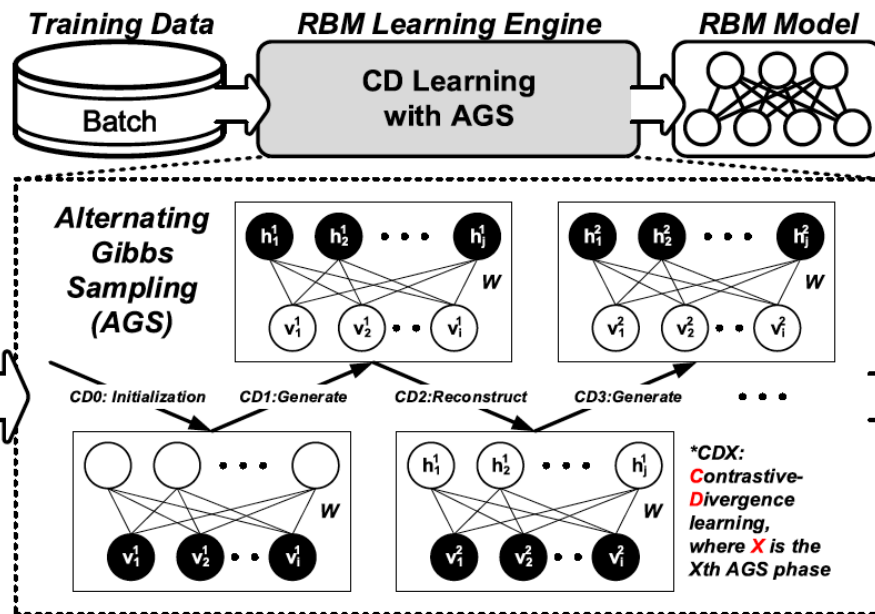 Training Data
RBM Learning Engine
RBM Model
Batch
CD Learning
with AGS
Alternating
Gibbs
Sampling
(AGS)
h₁¹ h₂¹ • • • hⱼ¹
W
v₁¹ v₂¹ • • vᵢ¹
h₁² h₂² • • • hⱼ²
W
v₁² v₂² • • vᵢ²
CD0: Initialization
CD1:Generate
CD2:Reconstruct
CD3:Generate
• • •
• • •
W
v₁¹ v₂¹ • • vᵢ¹
h₁¹ h₂¹ • • • hⱼ¹
W
v₁² v₂² • • vᵢ²
*CDX:
Contrastive-
Divergence
learning,
where X is the
Xth AGS phase